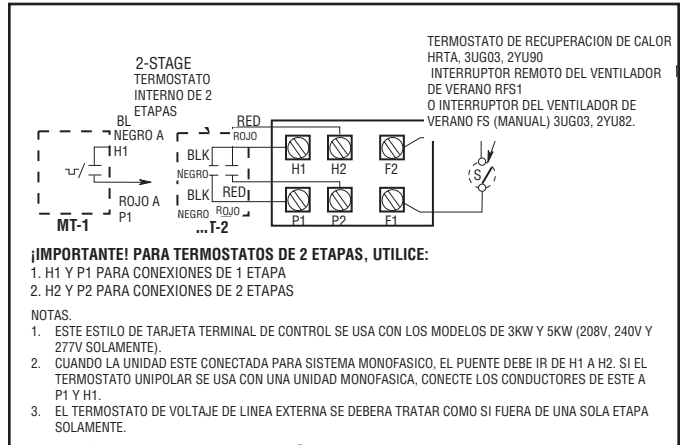 TERMOSTATO DE RECUPERACION DE CALOR
HRTA, 3UG03, 2YU90
INTERRUPTOR REMOTO DEL VENTILADOR
DE VERANO RFS1
O INTERRUPTOR DEL VENTILADOR DE
VERANO FS (MANUAL) 3UG03, 2YU82.
2-STAGE
TERMOSTATO
INTERNO DE 2
ETAPAS
BL
NEGRO A
H1
ROJO A
P1
MT-1
RED
ROJO
BLK
NEGRO
BLK
RED
NEGRO
ROJO
...T-2
H1
H2
F2
P1
P2
F1
S
¡IMPORTANTE! PARA TERMOSTATOS DE 2 ETAPAS, UTILICE:
1. H1 Y P1 PARA CONEXIONES DE 1 ETAPA
2. H2 Y P2 PARA CONEXIONES DE 2 ETAPAS
NOTAS.
1. ESTE ESTILO DE TARJETA TERMINAL DE CONTROL SE USA CON LOS MODELOS DE 3KW Y 5KW (208V, 240V Y
277V SOLAMENTE).
2. CUANDO LA UNIDAD ESTE CONECTADA PARA SISTEMA MONOFASICO, EL PUENTE DEBE IR DE H1 A H2. SI EL
TERMOSTATO UNIPOLAR SE USA CON UNA UNIDAD MONOFASICA, CONECTE LOS CONDUCTORES DE ESTE A
P1 Y H1.
3. EL TERMOSTATO DE VOLTAJE DE LINEA EXTERNA SE DEBERA TRATAR COMO SI FUERA DE UNA SOLA ETAPA
SOLAMENTE.